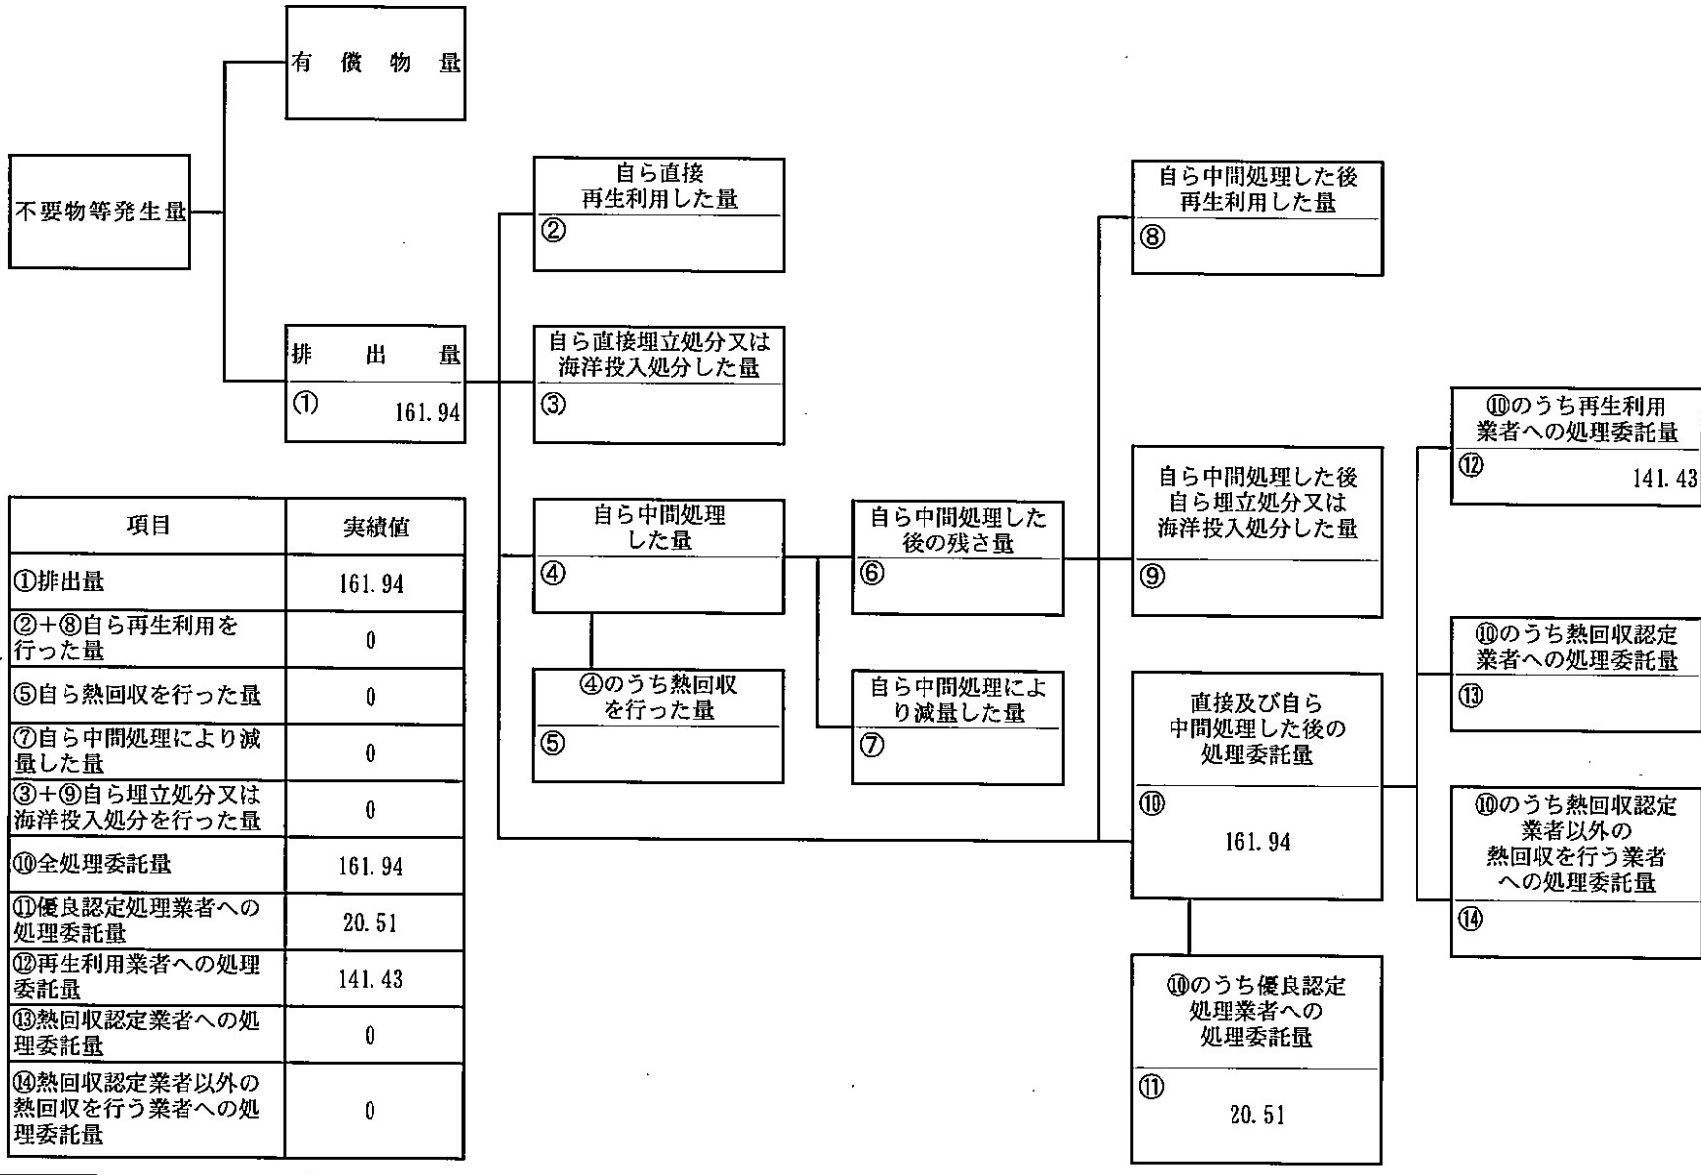 有償物量
不要物等発生量
排出量
① 161.94
自ら直接
再生利用した量
②
自ら直接埋立処分又は
海洋投入処分した量
③
自ら中間処理
した量
④
④のうち熱回収
を行った量
⑤
自ら中間処理した
後の残さ量
⑥
自ら中間処理によ
り減量した量
⑦
自ら中間処理した後
再生利用した量
⑧
自ら中間処理した後
自ら埋立処分又は
海洋投入処分した量
⑨
直接及び自ら
中間処理した後の
処理委託量
⑩
161.94
⑩のうち優良認定
処理業者への
処理委託量
⑪
20.51
⑩のうち再生利用
業者への処理委託量
⑫
141.43
⑩のうち熱回収認定
業者への処理委託量
⑬
⑩のうち熱回収認定
業者以外の
熱回収を行う業者
への処理委託量
⑭
項目 実績値
①排出量 161.94
②+⑧自ら再生利用を
行った量 0
⑤自ら熱回収を行った量 0
⑦自ら中間処理により減
量した量 0
③+⑨自ら埋立処分又は
海洋投入処分を行った量 0
⑩全処理委託量 161.94
⑪優良認定処理業者への
処理委託量 20.51
⑫再生利用業者への処理
委託量 141.43
⑬熱回収認定業者への処
理委託量 0
⑭熱回収認定業者以外の
熱回収を行う業者への処
理委託量 0